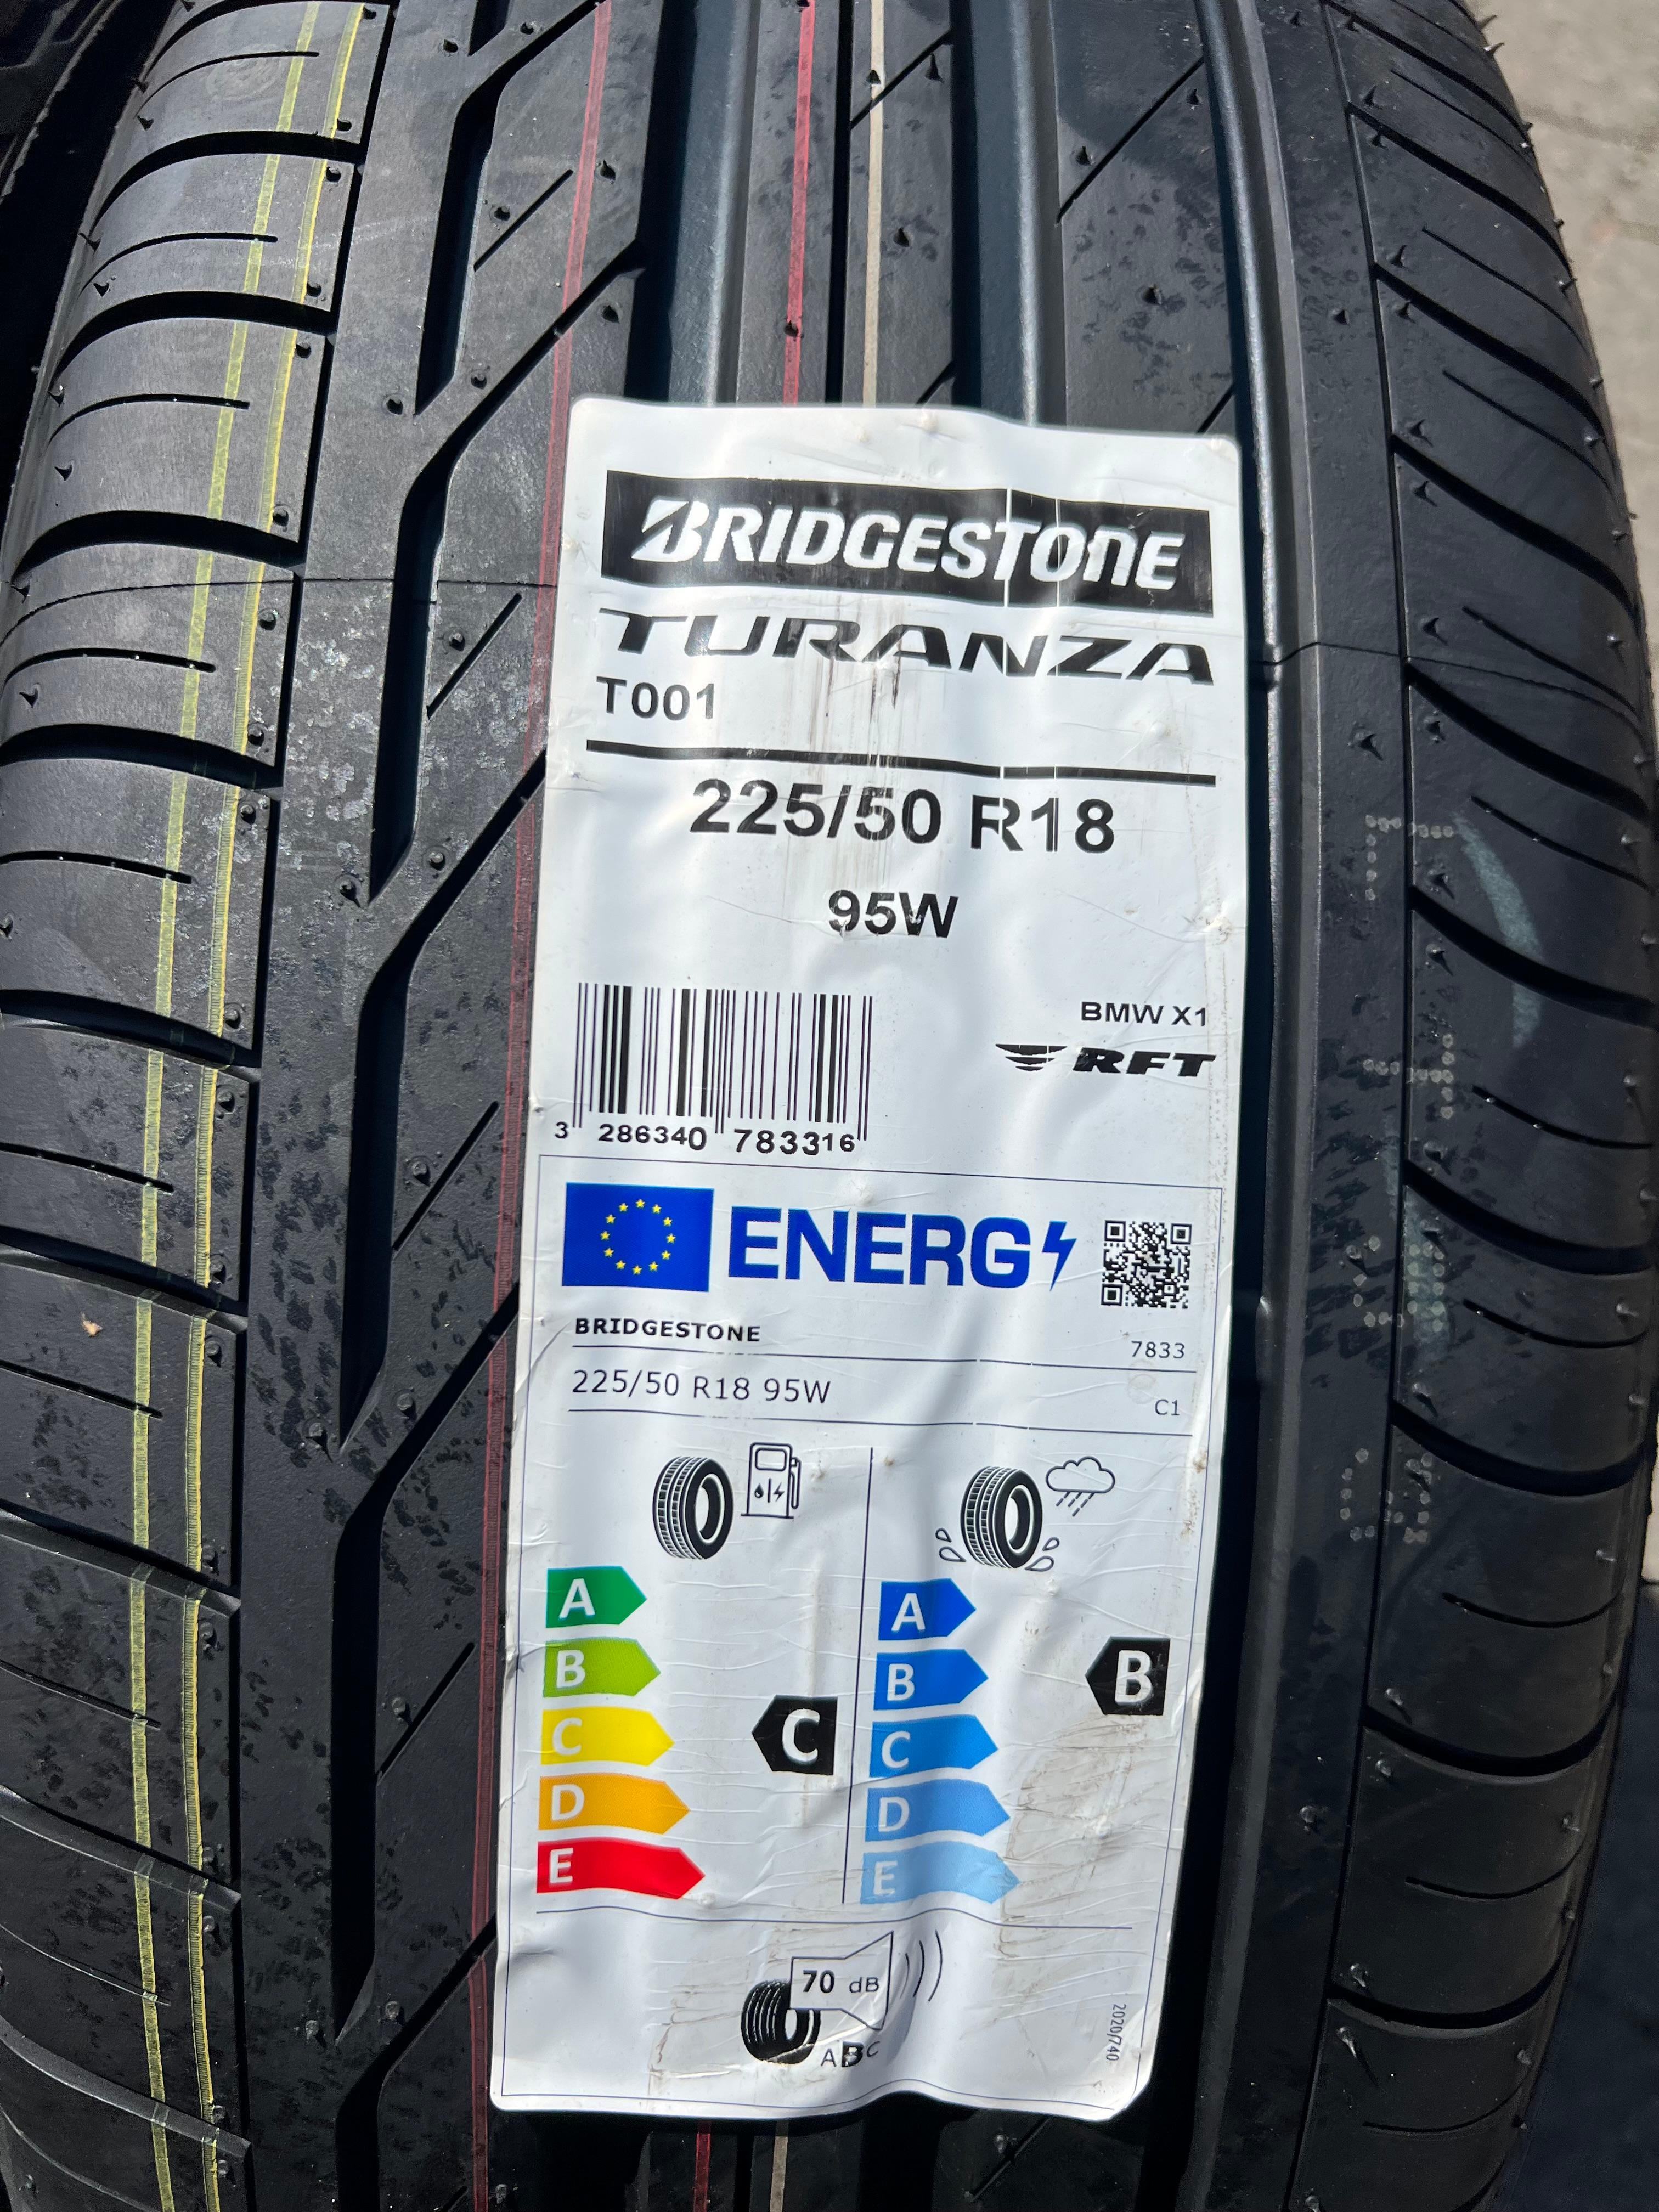 BRIDGESTONE
TURANZA
T001
225/50 R18
95W
BMW X1
RFT
3 286340 783316
ENERG
BRIDGESTONE
7833
225/50 R18 95W
C1
A
B
C
D
E
C
A
B
C
D
E
B
70 dB
ABC
2020/740